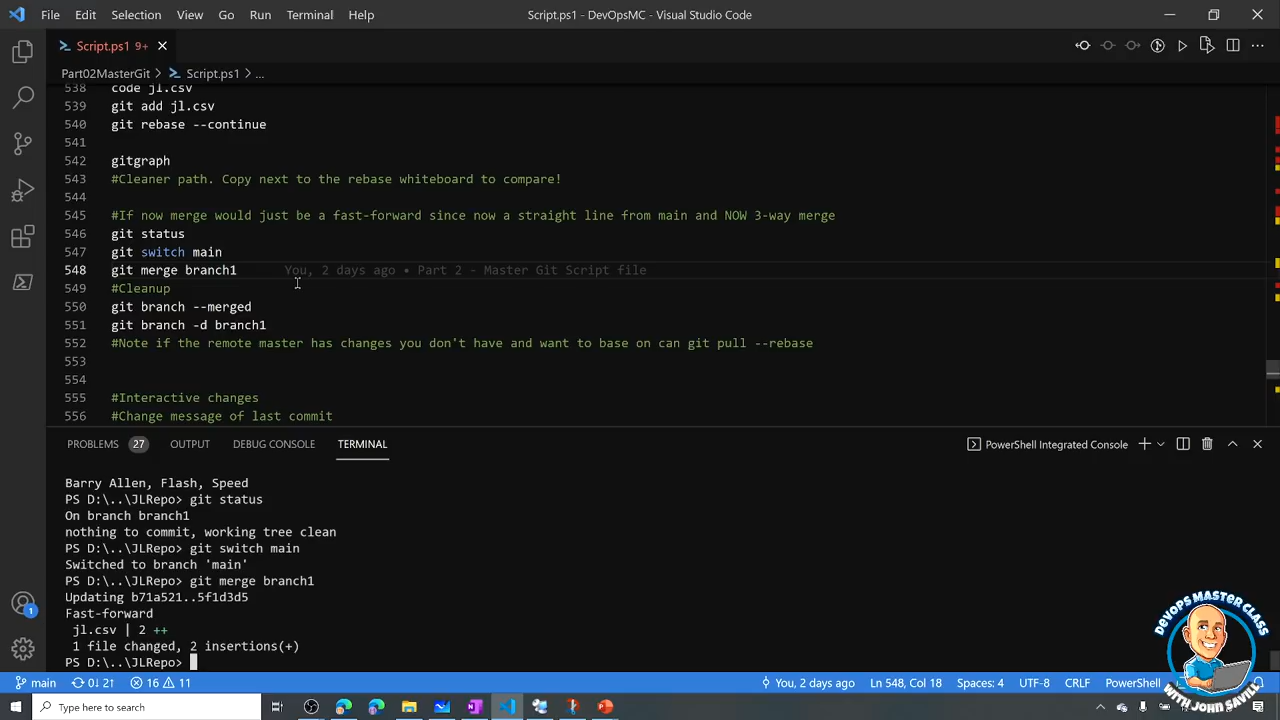 File Edit Selection View Go Run Terminal Help Script.ps1 - DevOpsMC - Visual Studio Code
Script.ps1 9+
Part02MasterGit > Script.ps1 > ...
538 code jl.csv
539 git add jl.csv
540 git rebase --continue
541
542 gitgraph
543 #Cleaner path. Copy next to the rebase whiteboard to compare!
544
545 #If now merge would just be a fast-forward since now a straight line from main and NOW 3-way merge
546 git status
547 git switch main
548 git merge branch1 You, 2 days ago • Part 2 - Master Git Script file
549 #Cleanup
550 git branch --merged
551 git branch -d branch1
552 #Note if the remote master has changes you don't have and want to base on can git pull --rebase
553
554
555 #Interactive changes
556 #Change message of last commit
PROBLEMS 27 OUTPUT DEBUG CONSOLE TERMINAL PowerShell Integrated Console
Barry Allen, Flash, Speed
PS D:\..\JLRepo> git status
On branch branch1
nothing to commit, working tree clean
PS D:\..\JLRepo> git switch main
Switched to branch 'main'
PS D:\..\JLRepo> git merge branch1
Updating b71a521..5f1d3d5
Fast-forward
jl.csv | 2 ++
1 file changed, 2 insertions(+)
PS D:\..\JLRepo>
DEVOPS MASTER CLASS
WITH JOHN SAVILL
1
main 0↓ 2↑ 16 11 You, 2 days ago Ln 548, Col 18 Spaces: 4 UTF-8 CRLF PowerShell
Type here to search